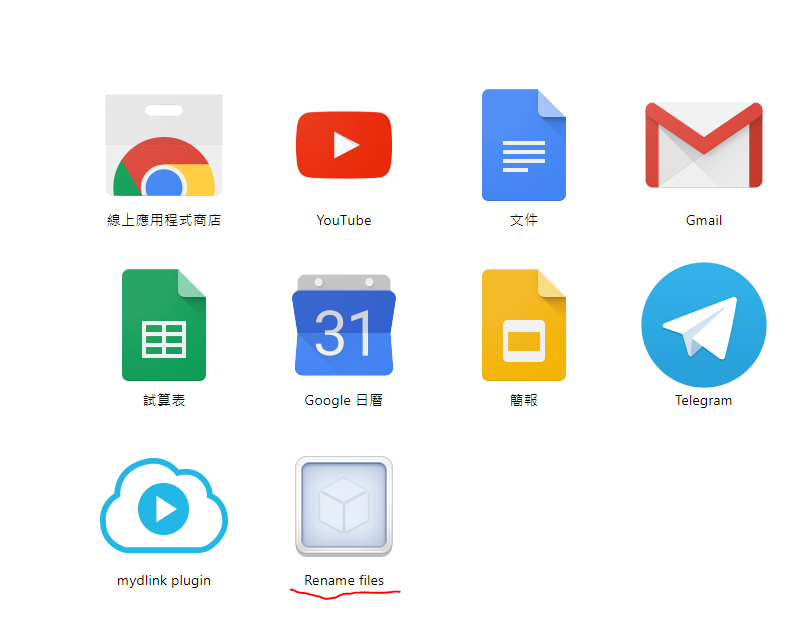 線上應用程式商店
YouTube
文件
Gmail
31
試算表
Google 日曆
簡報
Telegram
mydlink plugin
Rename files